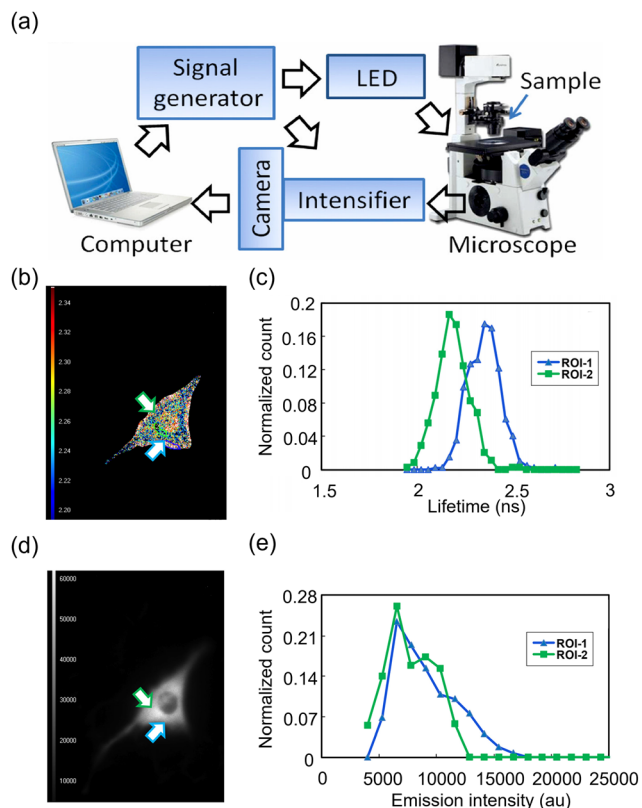 (a)
Signal
generator
LED
Sample
Camera
Intensifier
Computer
Microscope
(b)
2.34
2.32
2.30
2.28
2.26
2.24
2.22
2.20
(c)
Normalized count
0.2
0.16
0.12
0.08
0.04
0
ROI-1
ROI-2
1.5
2
2.5
3
Lifetime (ns)
(d)
60000
50000
40000
30000
20000
10000
(e)
Normalized count
0.28
0.21
0.14
0.07
0.00
ROI-1
ROI-2
0
5000
10000
15000
20000
25000
Emission intensity (au)